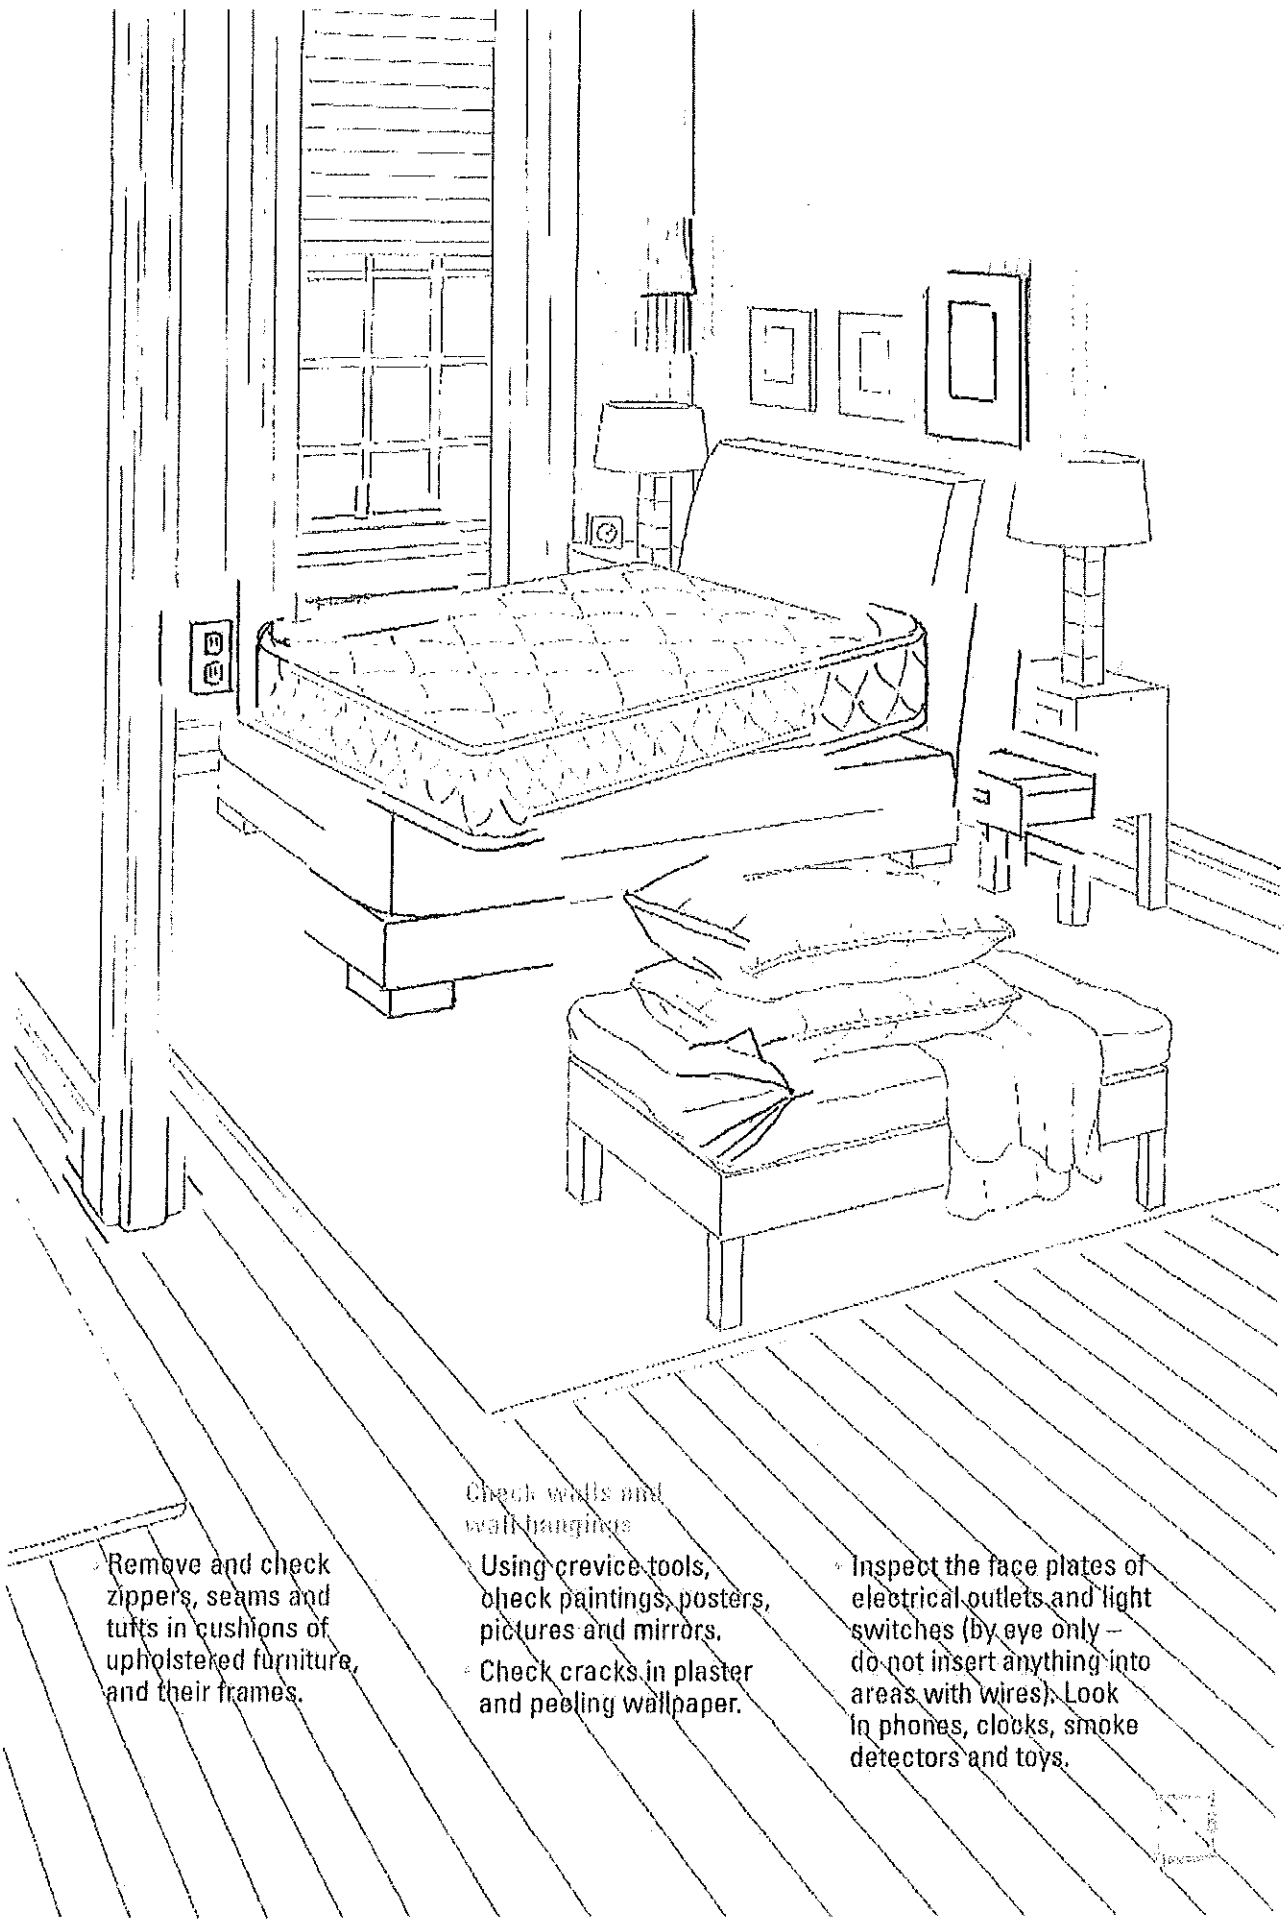 Remove and check
zippers, seams and
tufts in cushions of
upholstered furniture,
and their frames.
Check walls and
wall hangings
Using crevice tools,
check paintings, posters,
pictures and mirrors.
Check cracks in plaster
and peeling wallpaper.
Inspect the face plates of
electrical outlets and light
switches (by eye only –
do not insert anything into
areas with wires). Look
in phones, clocks, smoke
detectors and toys.